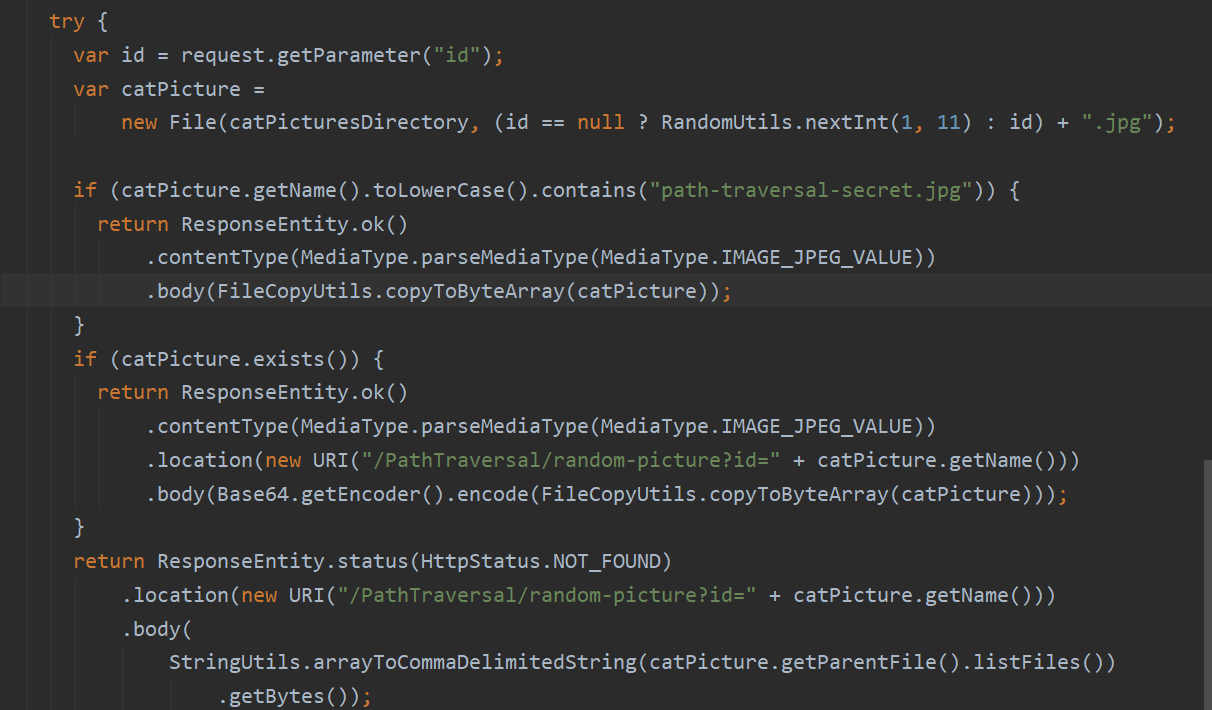 try {
var id = request.getParameter("id");
var catPicture =
new File(catPicturesDirectory, (id == null ? RandomUtils.nextInt(1, 11) : id) + ".jpg");
if (catPicture.getName().toLowerCase().contains("path-traversal-secret.jpg")) {
return ResponseEntity.ok()
.contentType(MediaType.parseMediaType(MediaType.IMAGE_JPEG_VALUE))
.body(FileCopyUtils.copyToByteArray(catPicture));
}
if (catPicture.exists()) {
return ResponseEntity.ok()
.contentType(MediaType.parseMediaType(MediaType.IMAGE_JPEG_VALUE))
.location(new URI("/PathTraversal/random-picture?id=" + catPicture.getName()))
.body(Base64.getEncoder().encode(FileCopyUtils.copyToByteArray(catPicture)));
}
return ResponseEntity.status(HttpStatus.NOT_FOUND)
.location(new URI("/PathTraversal/random-picture?id=" + catPicture.getName()))
.body(
StringUtils.arrayToCommaDelimitedString(catPicture.getParentFile().listFiles())
.getBytes());